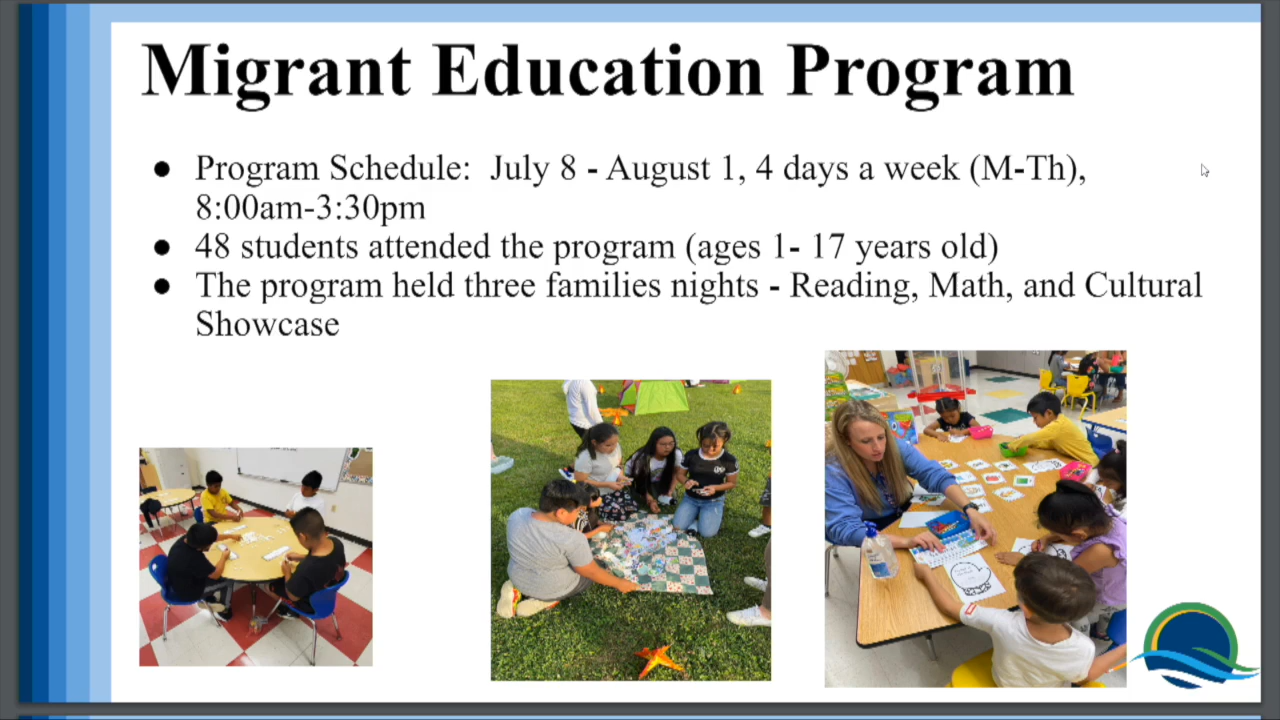 Migrant Education Program
● Program Schedule:  July 8 - August 1, 4 days a week (M-Th),
8:00am-3:30pm
● 48 students attended the program (ages 1- 17 years old)
● The program held three families nights - Reading, Math, and Cultural
Showcase